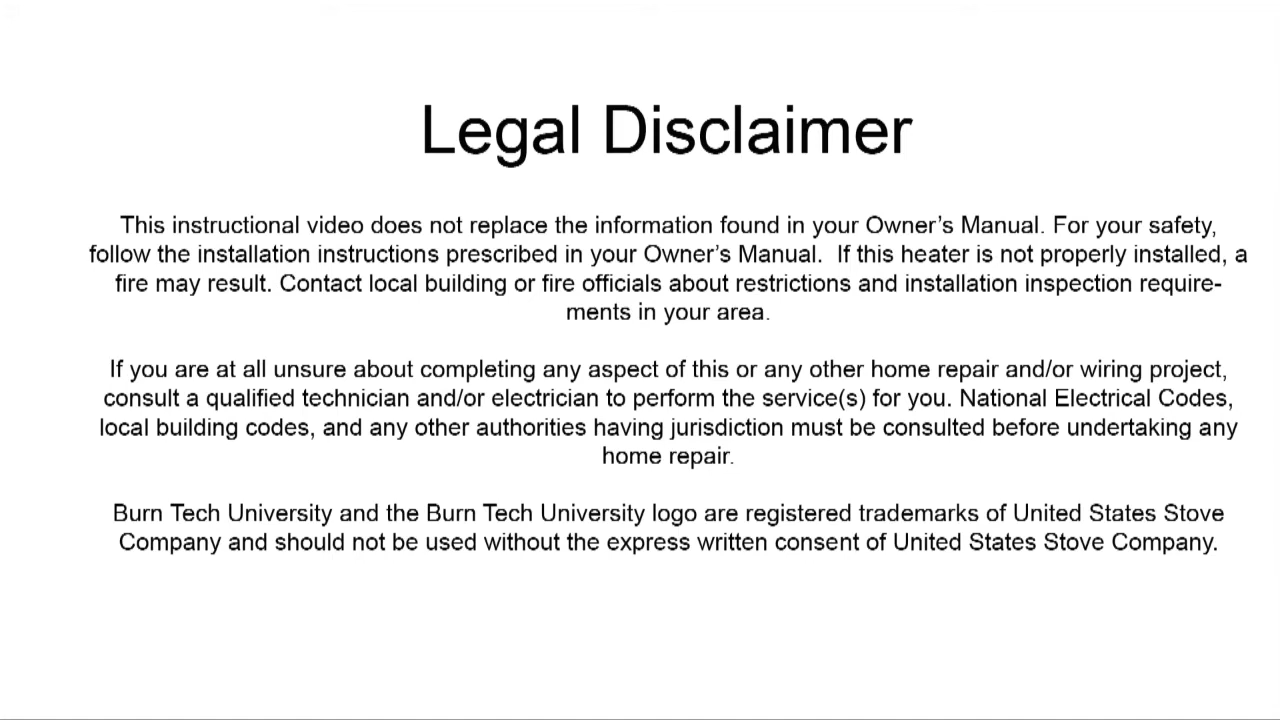 Legal Disclaimer
This instructional video does not replace the information found in your Owner’s Manual. For your safety,
follow the installation instructions prescribed in your Owner’s Manual.  If this heater is not properly installed, a
fire may result. Contact local building or fire officials about restrictions and installation inspection require-
ments in your area.
If you are at all unsure about completing any aspect of this or any other home repair and/or wiring project,
consult a qualified technician and/or electrician to perform the service(s) for you. National Electrical Codes,
local building codes, and any other authorities having jurisdiction must be consulted before undertaking any
home repair.
Burn Tech University and the Burn Tech University logo are registered trademarks of United States Stove
Company and should not be used without the express written consent of United States Stove Company.